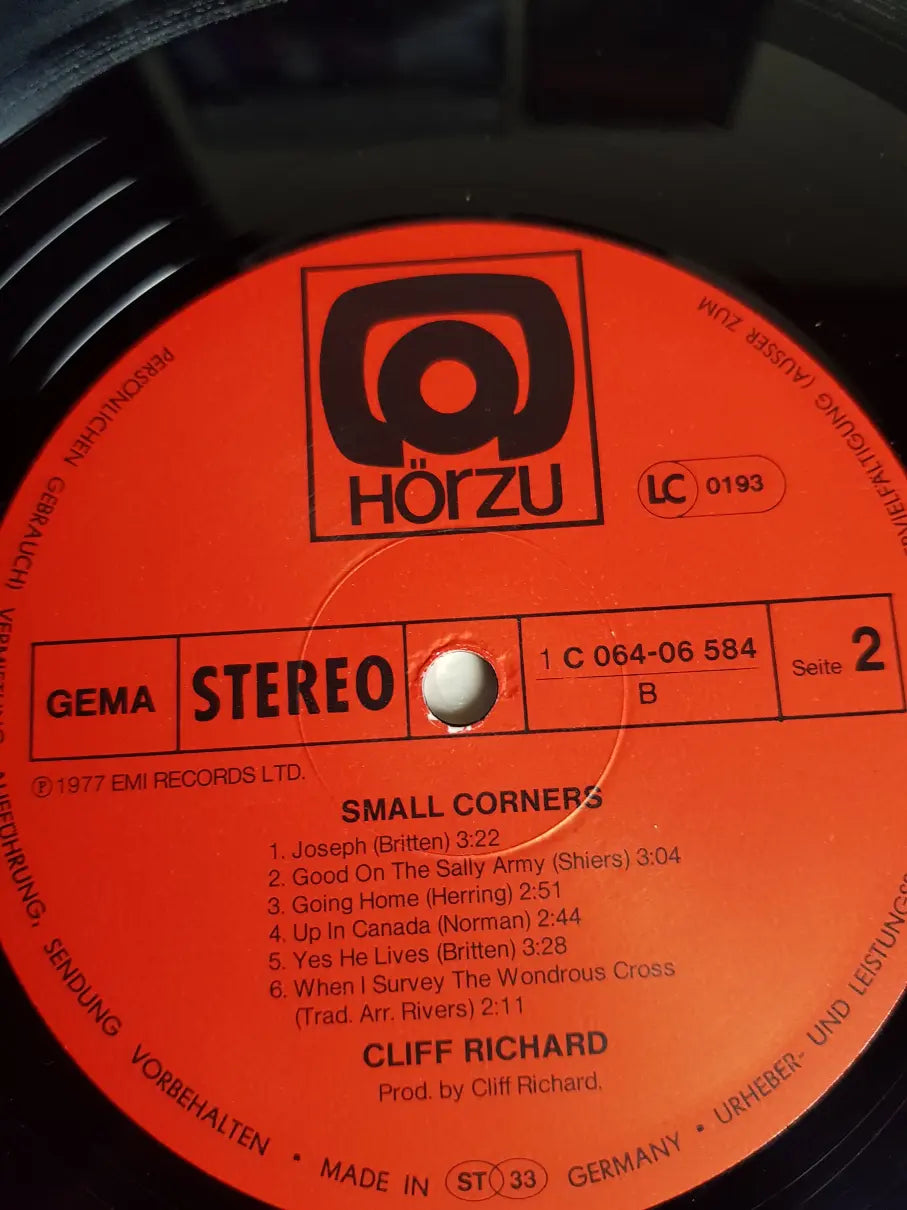 HÖRZU
LC 0193
GEMA
STEREO
1 C 064-06 584
B
Seite 2
℗ 1977 EMI RECORDS LTD.
SMALL CORNERS
1. Joseph (Britten) 3:22
2. Good On The Sally Army (Shiers) 3:04
3. Going Home (Herring) 2:51
4. Up In Canada (Norman) 2:44
5. Yes He Lives (Britten) 3:28
6. When I Survey The Wondrous Cross
(Trad. Arr. Rivers) 2:11
CLIFF RICHARD
Prod. by Cliff Richard.
(AUSSER ZUM
PERSÖNLICHEN GEBRAUCH)
SENDUNG VORBEHALTEN • MADE IN ST 33 GERMANY • URHEBER- UND